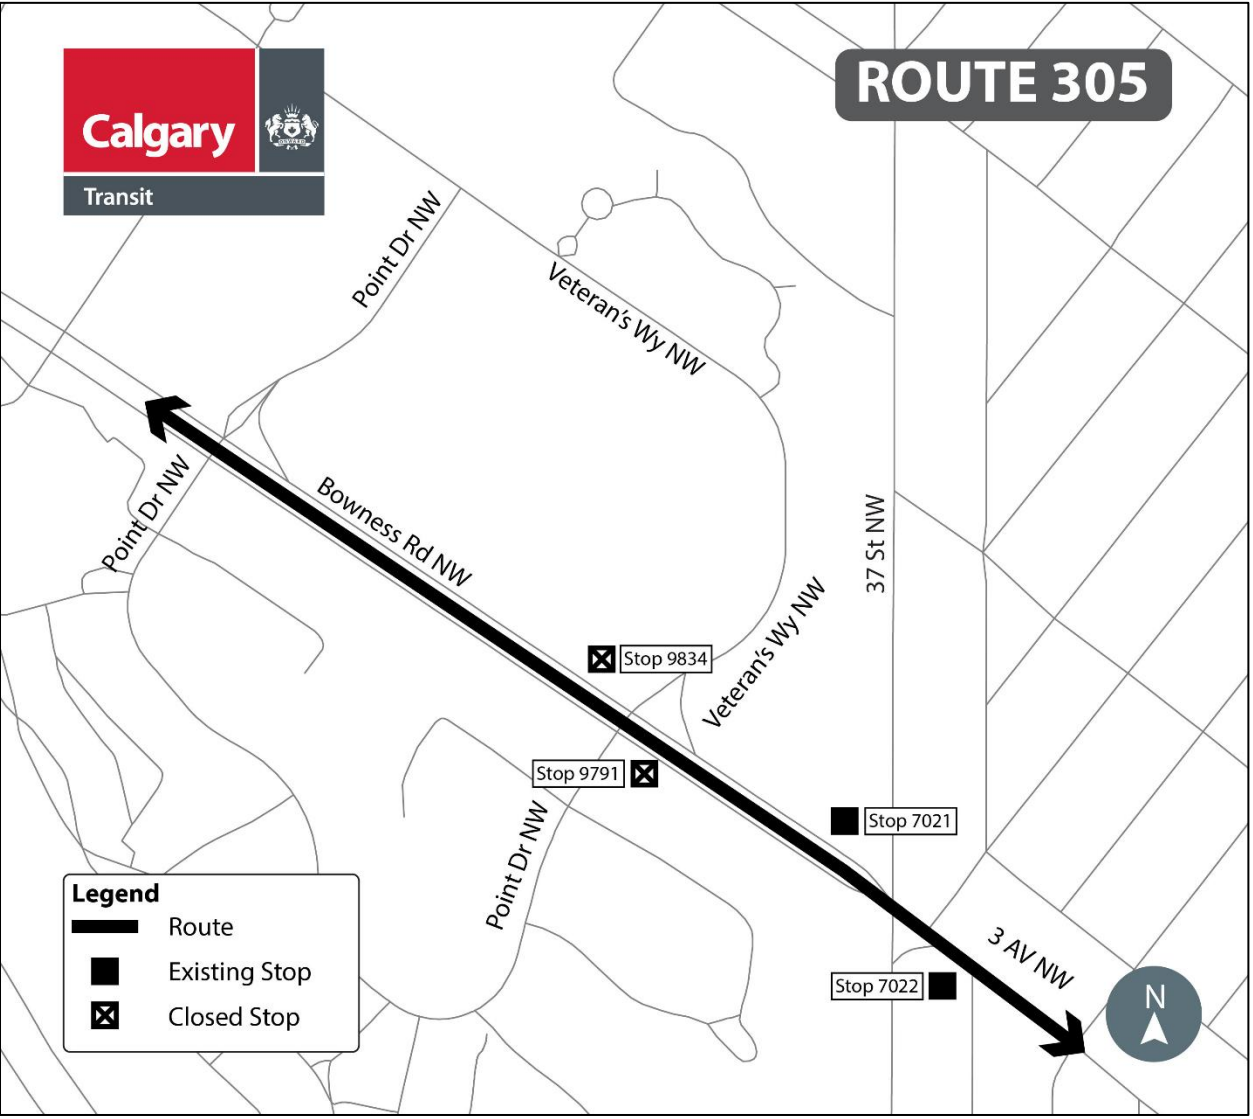 Calgary
ONWARD
Transit
ROUTE 305
Point Dr NW
Veteran's Wy NW
Point Dr NW
Bowness Rd NW
37 St NW
Veteran's Wy NW
Stop 9834
Stop 9791
Stop 7021
Point Dr NW
3 AV NW
Stop 7022
N
Legend
Route
Existing Stop
Closed Stop